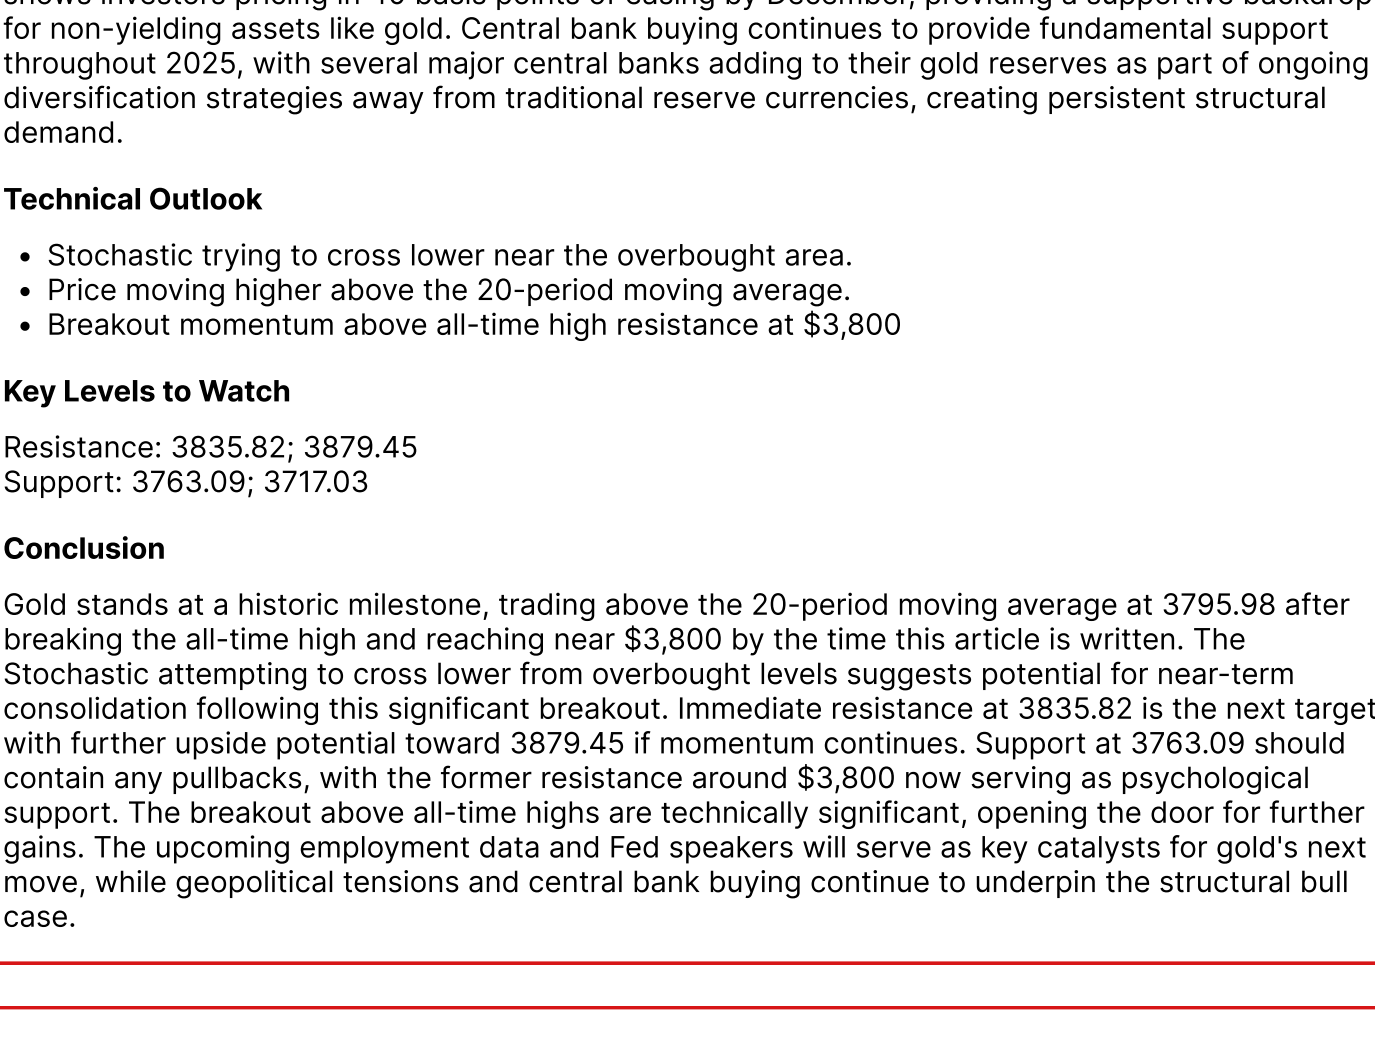 for non-yielding assets like gold. Central bank buying continues to provide fundamental support
throughout 2025, with several major central banks adding to their gold reserves as part of ongoing
diversification strategies away from traditional reserve currencies, creating persistent structural
demand.
Technical Outlook
• Stochastic trying to cross lower near the overbought area.
• Price moving higher above the 20-period moving average.
• Breakout momentum above all-time high resistance at $3,800
Key Levels to Watch
Resistance: 3835.82; 3879.45
Support: 3763.09; 3717.03
Conclusion
Gold stands at a historic milestone, trading above the 20-period moving average at 3795.98 after
breaking the all-time high and reaching near $3,800 by the time this article is written. The
Stochastic attempting to cross lower from overbought levels suggests potential for near-term
consolidation following this significant breakout. Immediate resistance at 3835.82 is the next target
with further upside potential toward 3879.45 if momentum continues. Support at 3763.09 should
contain any pullbacks, with the former resistance around $3,800 now serving as psychological
support. The breakout above all-time highs are technically significant, opening the door for further
gains. The upcoming employment data and Fed speakers will serve as key catalysts for gold's next
move, while geopolitical tensions and central bank buying continue to underpin the structural bull
case.